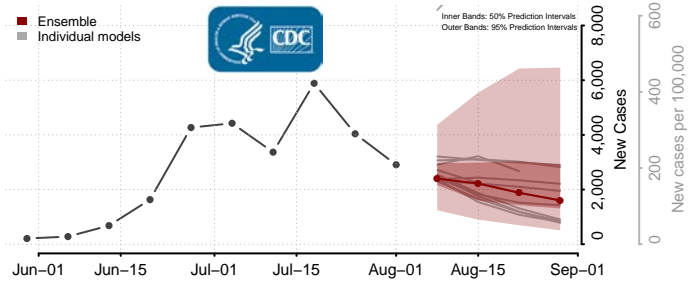 Ensemble
Individual models
CDC
Inner Bands: 50% Prediction Intervals
Outer Bands: 95% Prediction Intervals
8,000
6,000
4,000
2,000
0
New Cases
600
400
200
0
New cases per 100,000
Jun–01
Jun–15
Jul–01
Jul–15
Aug–01
Aug–15
Sep–01